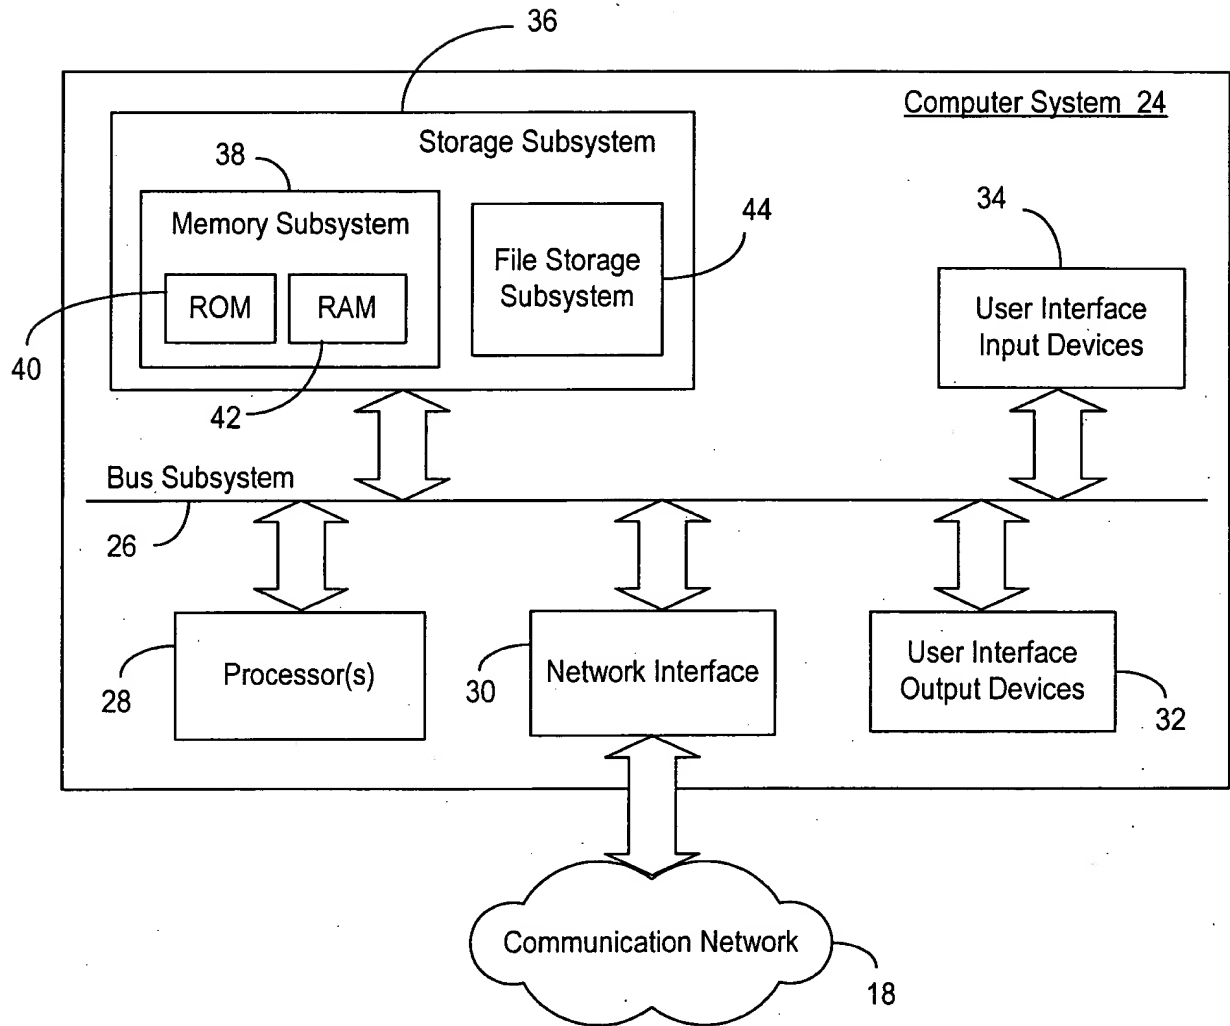 36
Computer System 24
Storage Subsystem
38
Memory Subsystem
ROM
RAM
40
42
File Storage
Subsystem
44
34
User Interface
Input Devices
Bus Subsystem
26
Processor(s)
28
Network Interface
30
User Interface
Output Devices
32
Communication Network
18